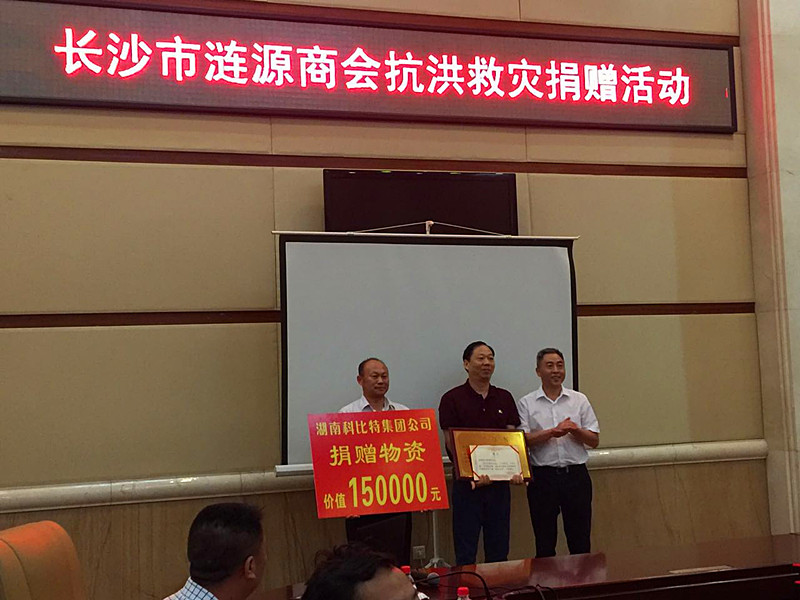 长沙市涟源商会抗洪救灾捐赠活动
湖南科比特集团公司
捐赠物资
价值150000元